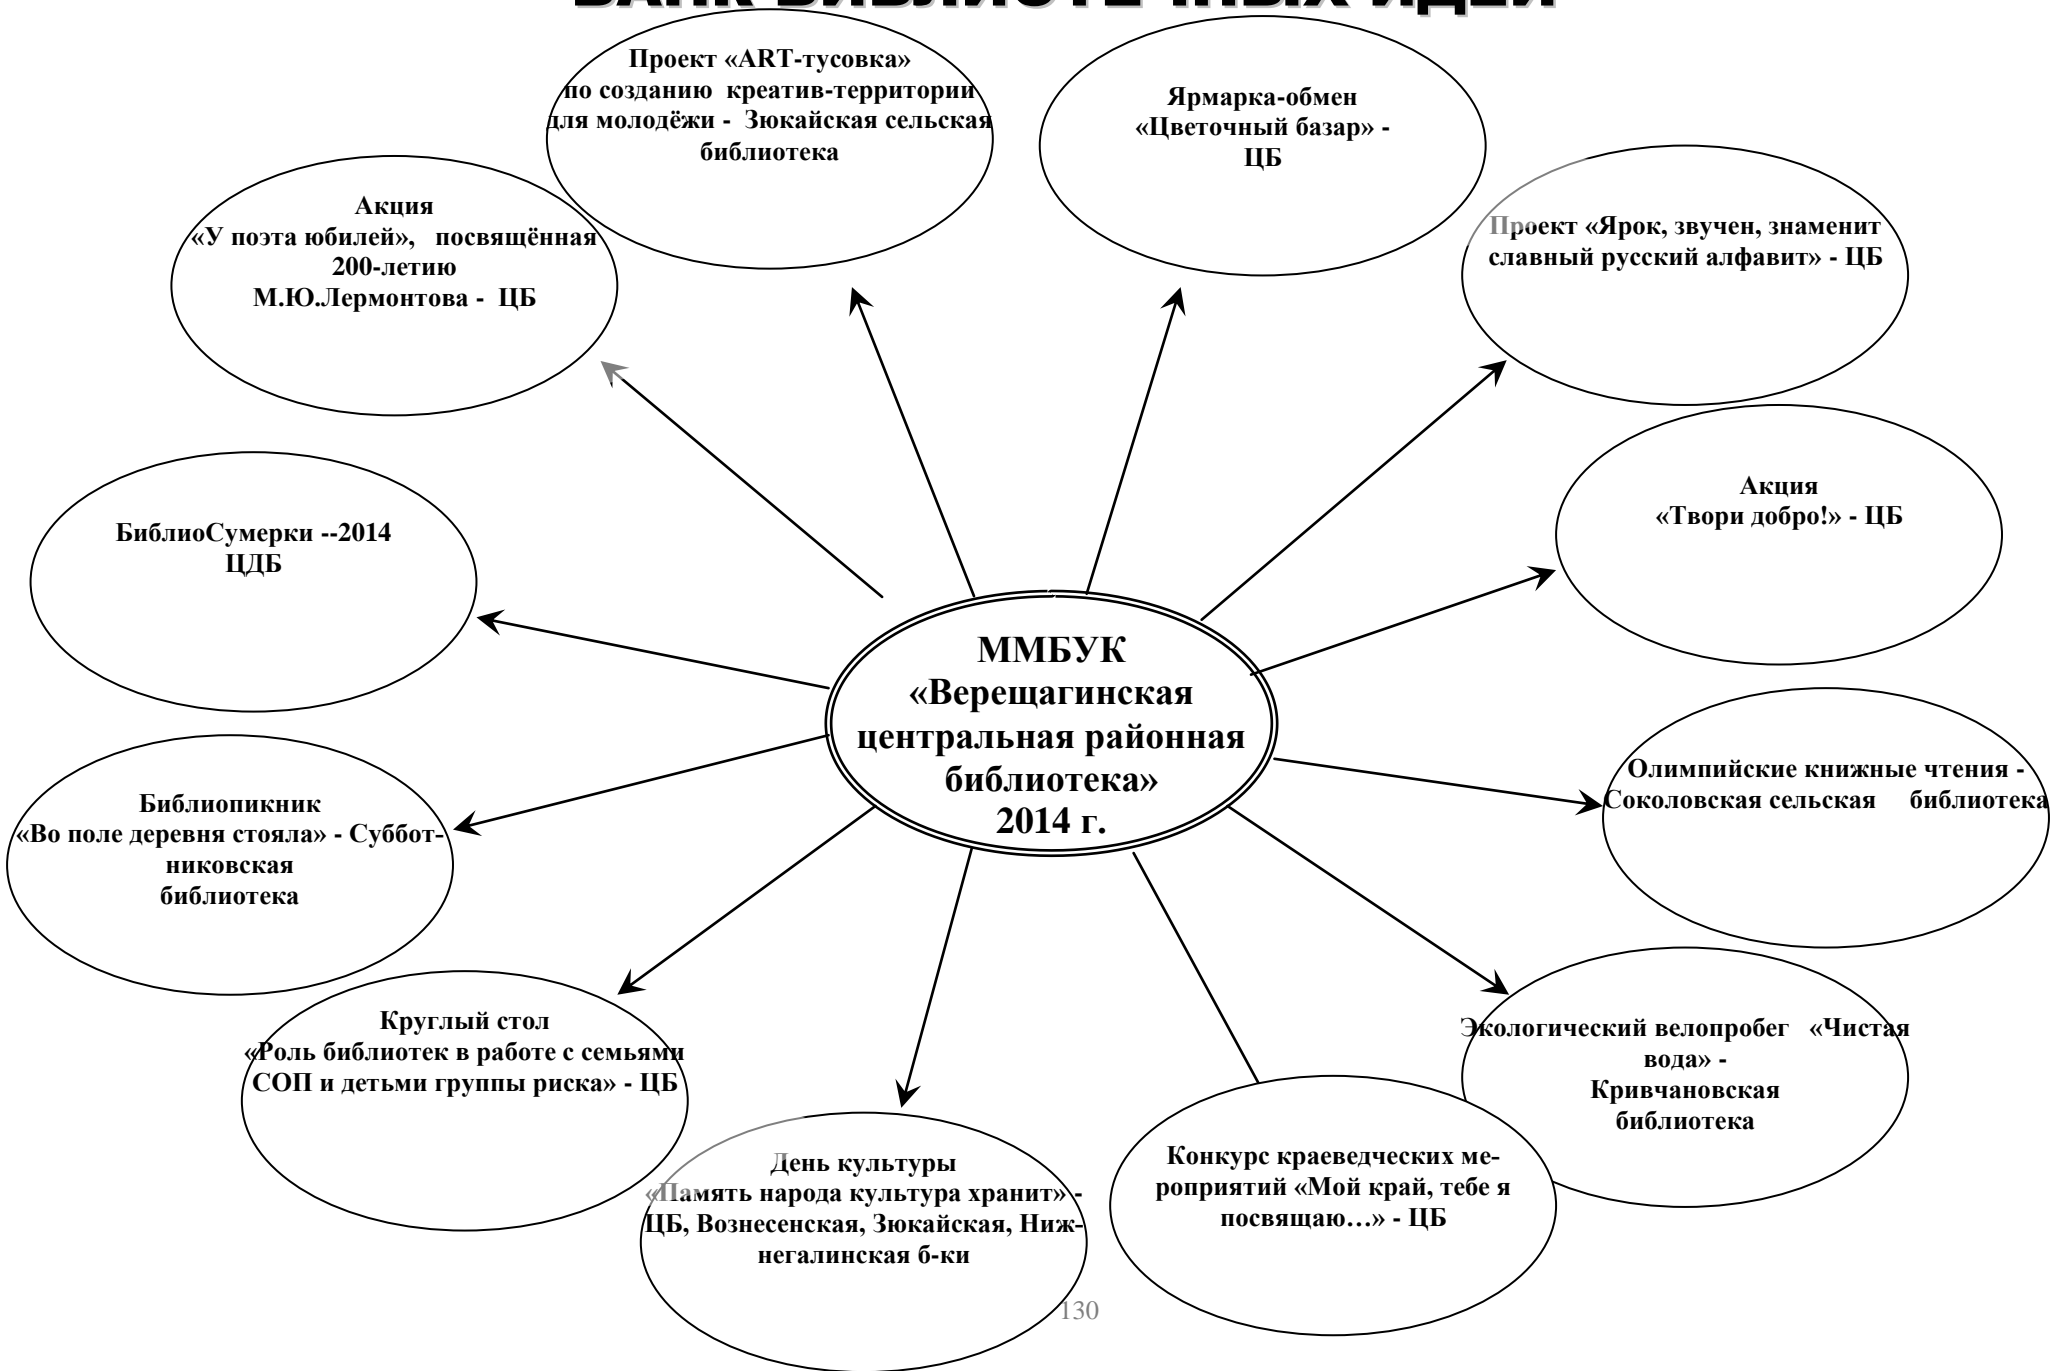 БАНК БИБЛИОТЕЧНЫХ ИДЕЙ
Проект «ART-тусовка»
по созданию креатив-территории
для молодёжи - Зюкайская сельская
библиотека
Ярмарка-обмен
«Цветочный базар» -
ЦБ
Акция
«У поэта юбилей», посвящённая
200-летию
М.Ю.Лермонтова - ЦБ
Проект «Ярок, звучен, знаменит
славный русский алфавит» - ЦБ
БиблиоСумерки --2014
ЦДБ
Акция
«Твори добро!» - ЦБ
ММБУК
«Верещагинская
центральная районная
библиотека»
2014 г.
Библиопикник
«Во поле деревня стояла» - Суббот-
никовская
библиотека
Олимпийские книжные чтения -
Соколовская сельская библиотека
Круглый стол
«Роль библиотек в работе с семьями
СОП и детьми группы риска» - ЦБ
Экологический велопробег «Чистая
вода» -
Кривчановская
библиотека
День культуры
«Память народа культура хранит» -
ЦБ, Вознесенская, Зюкайская, Ниж-
негалинская б-ки
Конкурс краеведческих ме-
роприятий «Мой край, тебе я
посвящаю…» - ЦБ
130